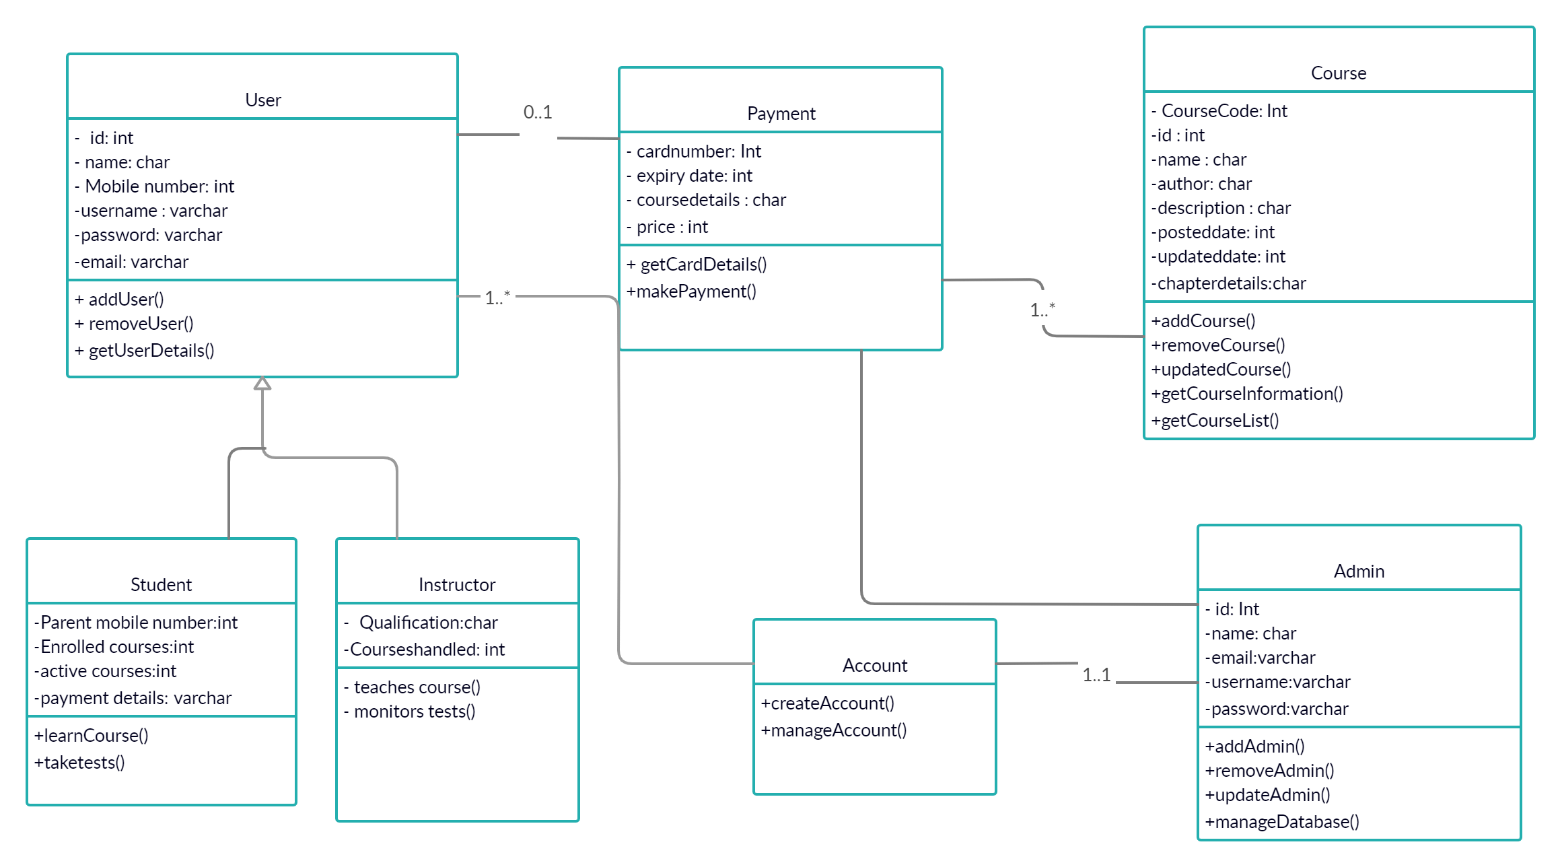 User
-  id: int
- name: char
- Mobile number: int
-username : varchar
-password: varchar
-email: varchar
+ addUser()
+ removeUser()
+ getUserDetails()
0..1
1..*
Payment
- cardnumber: Int
- expiry date: int
- coursedetails : char
- price : int
+ getCardDetails()
+makePayment()
1..*
Course
- CourseCode: Int
-id : int
-name : char
-author: char
-description : char
-posteddate: int
-updateddate: int
-chapterdetails:char
+addCourse()
+removeCourse()
+updatedCourse()
+getCourseInformation()
+getCourseList()
Student
-Parent mobile number:int
-Enrolled courses:int
-active courses:int
-payment details: varchar
+learnCourse()
+taketests()
Instructor
-  Qualification:char
-Courseshandled: int
- teaches course()
- monitors tests()
Account
+createAccount()
+manageAccount()
1..1
Admin
- id: Int
-name: char
-email:varchar
-username:varchar
-password:varchar
+addAdmin()
+removeAdmin()
+updateAdmin()
+manageDatabase()